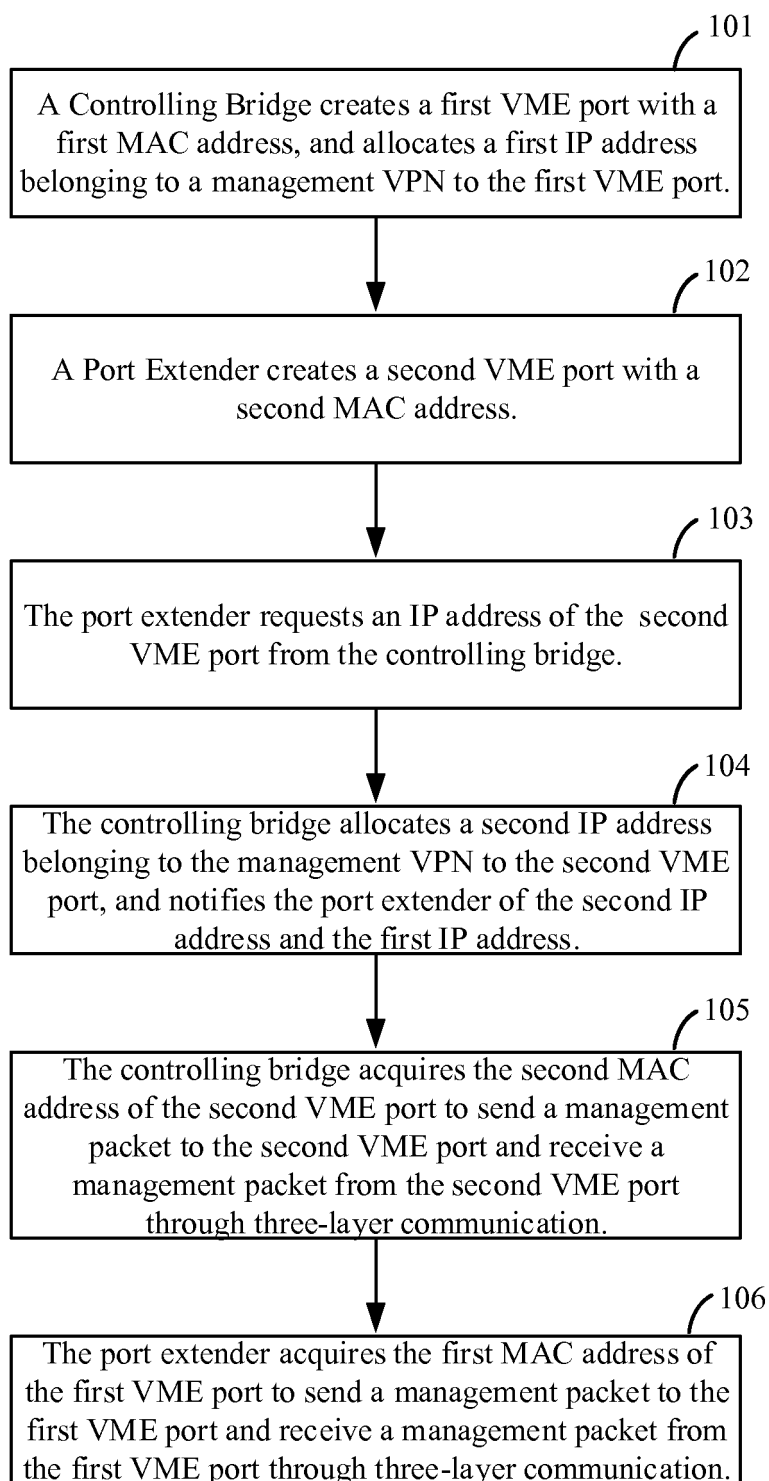 101
A Controlling Bridge creates a first VME port with a
first MAC address, and allocates a first IP address
belonging to a management VPN to the first VME port.
102
A Port Extender creates a second VME port with a
second MAC address.
103
The port extender requests an IP address of the second
VME port from the controlling bridge.
104
The controlling bridge allocates a second IP address
belonging to the management VPN to the second VME
port, and notifies the port extender of the second IP
address and the first IP address.
105
The controlling bridge acquires the second MAC
address of the second VME port to send a management
packet to the second VME port and receive a
management packet from the second VME port
through three-layer communication.
106
The port extender acquires the first MAC address of
the first VME port to send a management packet to the
first VME port and receive a management packet from
the first VME port through three-layer communication.